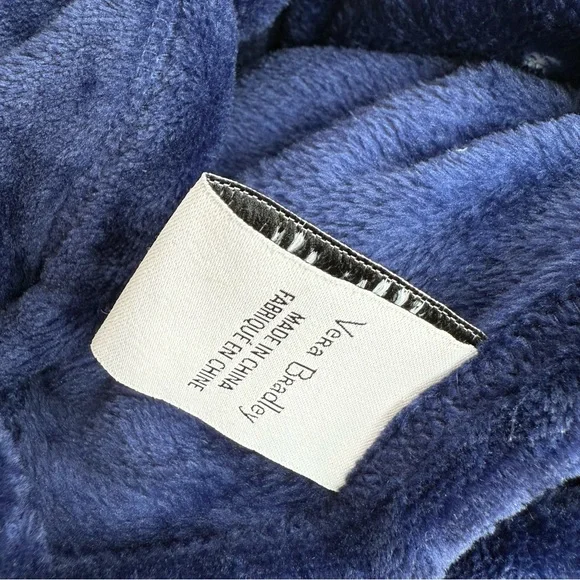 Vera Bradley
MADE IN CHINA
FABRIQUÉ EN CHINE